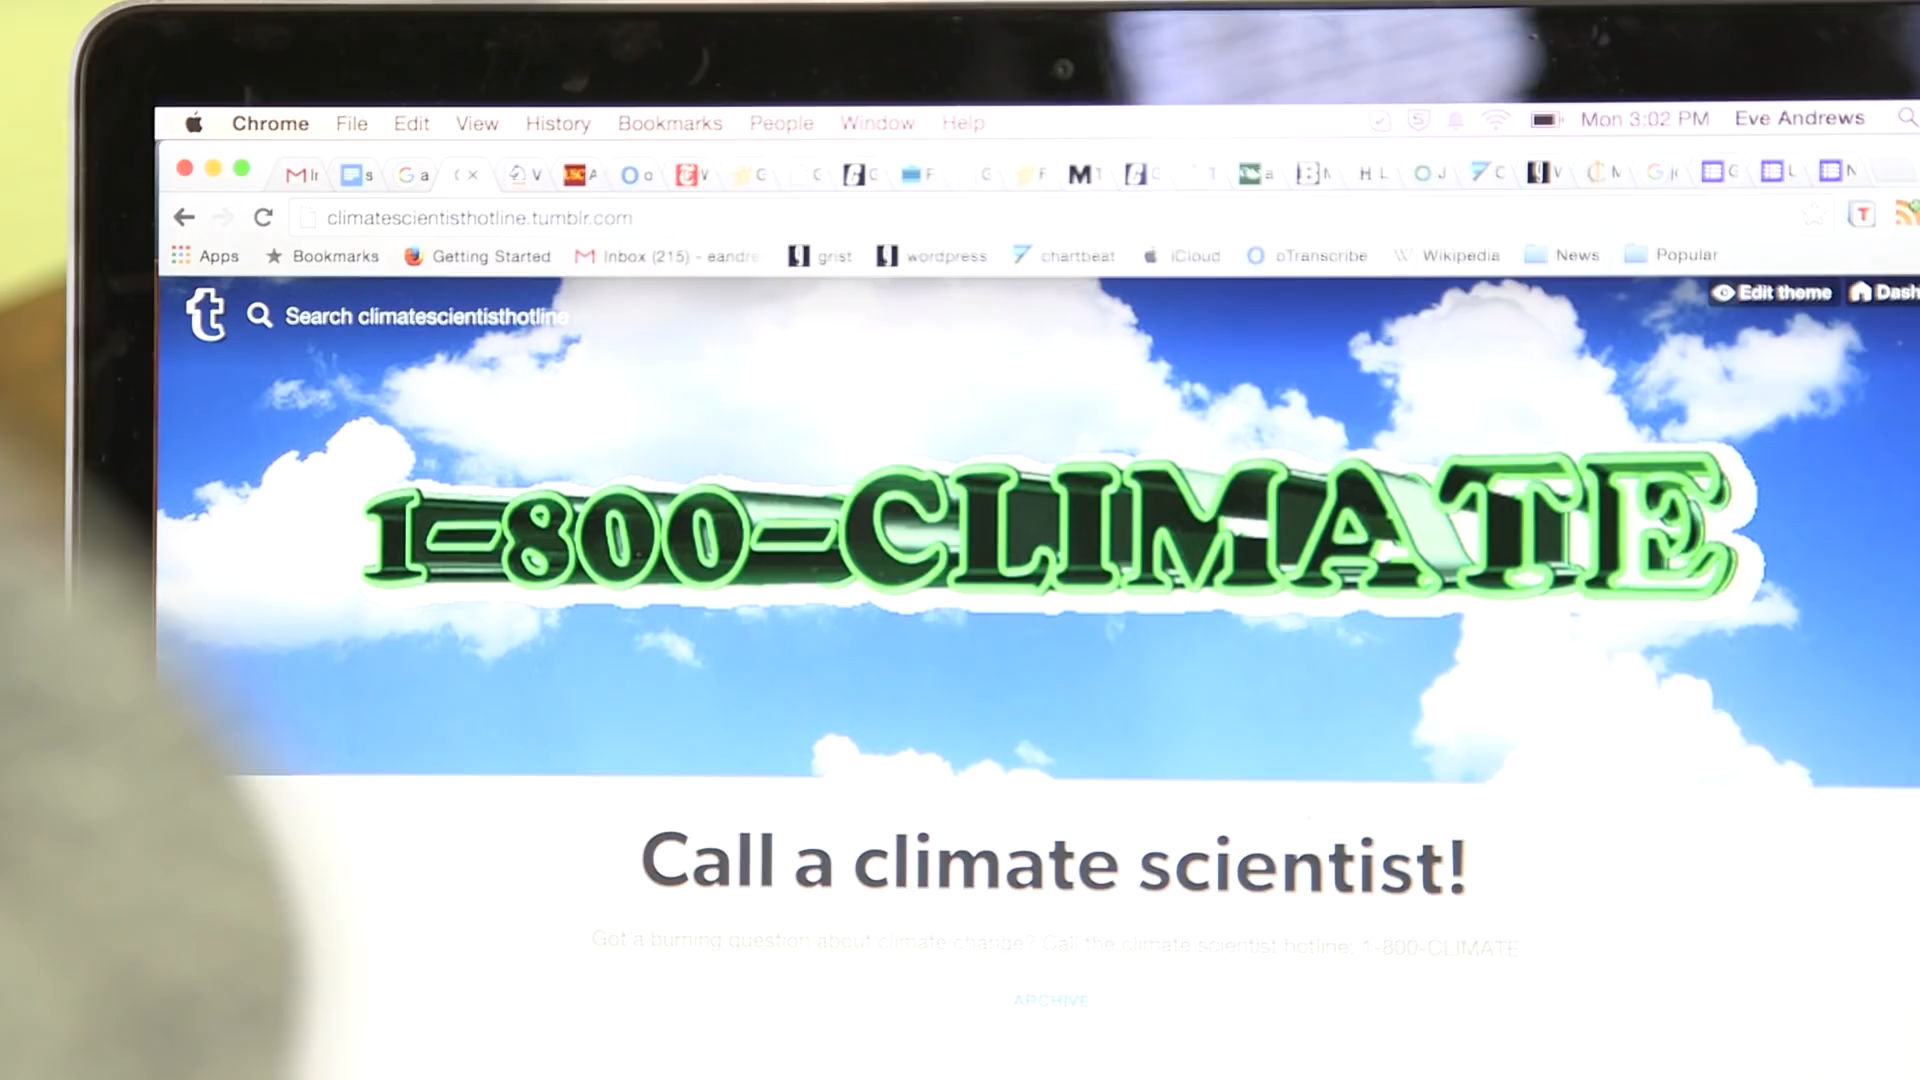 Chrome File Edit View History Bookmarks People Window Help Mon 3:02 PM Eve Andrews
climatescientisthotline.tumblr.com
Apps Bookmarks Getting Started Inbox (215) - eandre grist wordpress chartbeat iCloud oTranscribe Wikipedia News Popular
Search climatescientisthotline Edit theme Dash
1-800-CLIMATE
Call a climate scientist!
Got a burning question about climate change? Call the climate scientist hotline: 1-800-CLIMATE
ARCHIVE